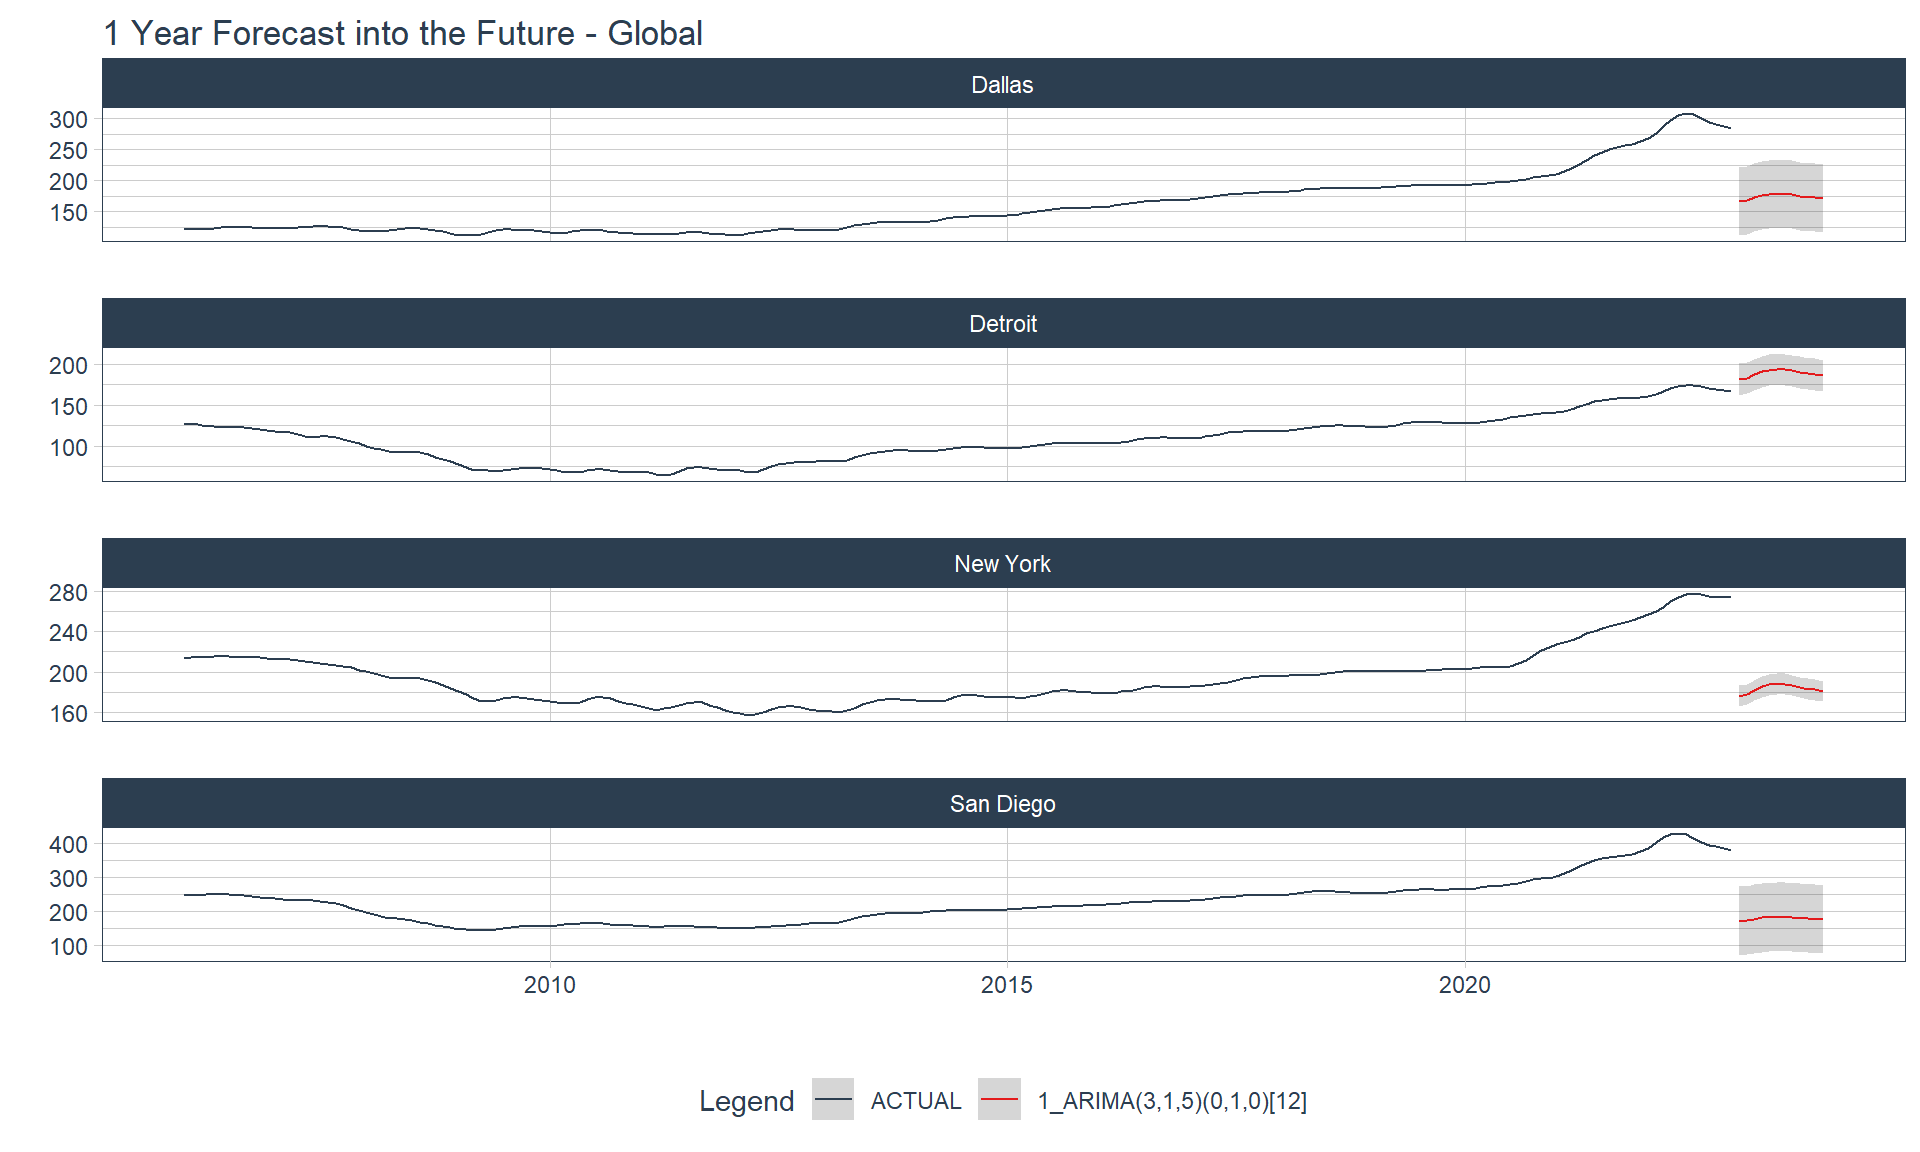 1 Year Forecast into the Future - Global
Dallas
300
250
200
150
Detroit
200
150
100
New York
280
240
200
160
San Diego
400
300
200
100
2010 2015 2020
Legend ACTUAL 1_ARIMA(3,1,5)(0,1,0)[12]